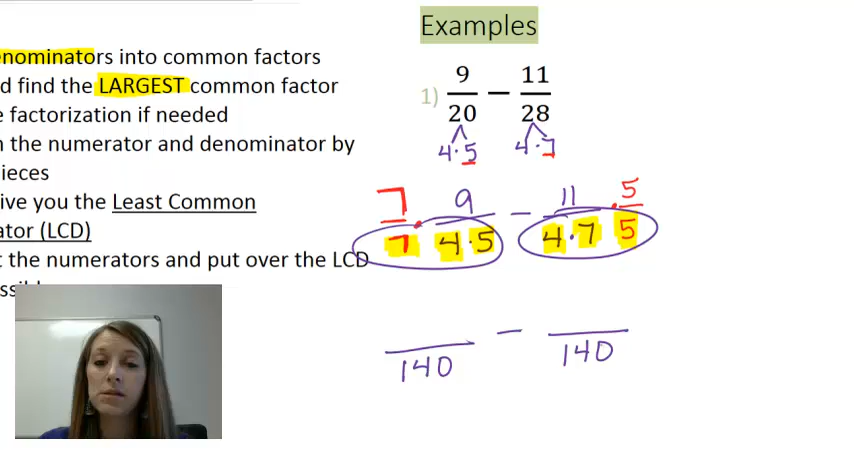 enominators into common factors
d find the LARGEST common factor
e factorization if needed
n the numerator and denominator by
ieces
ive you the Least Common
ator (LCD)
t the numerators and put over the LCD
Examples
1) 9/20 − 11/28
4·5 4·7
7/7 · 9/(4·5) − 11/(4·7) · 5/5
/140 − /140